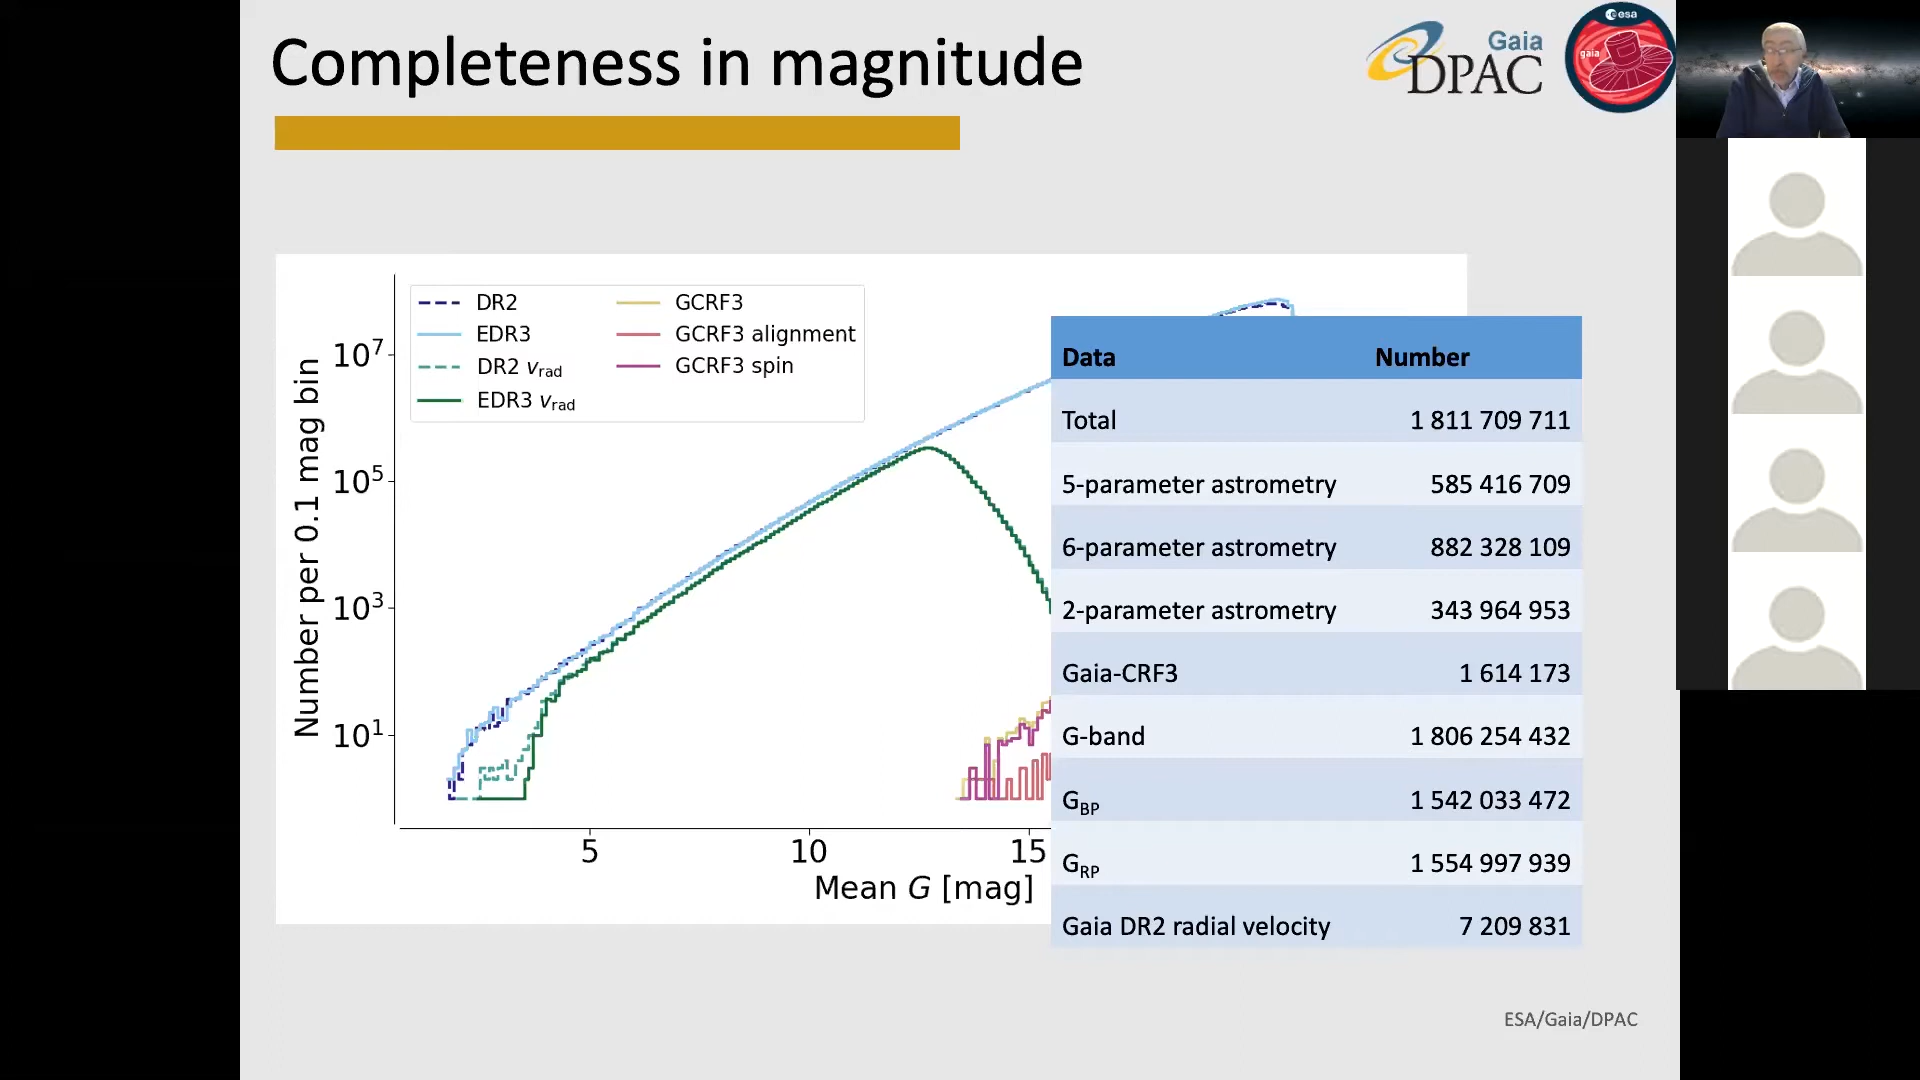 Completeness in magnitude
Gaia
DPAC
esa
gaia
DR2
EDR3
DR2 vrad
EDR3 vrad
GCRF3
GCRF3 alignment
GCRF3 spin
Number per 0.1 mag bin
10⁷
10⁵
10³
10¹
5
10
15
Mean G [mag]
Data Number
Total 1 811 709 711
5-parameter astrometry 585 416 709
6-parameter astrometry 882 328 109
2-parameter astrometry 343 964 953
Gaia-CRF3 1 614 173
G-band 1 806 254 432
GBP 1 542 033 472
GRP 1 554 997 939
Gaia DR2 radial velocity 7 209 831
ESA/Gaia/DPAC